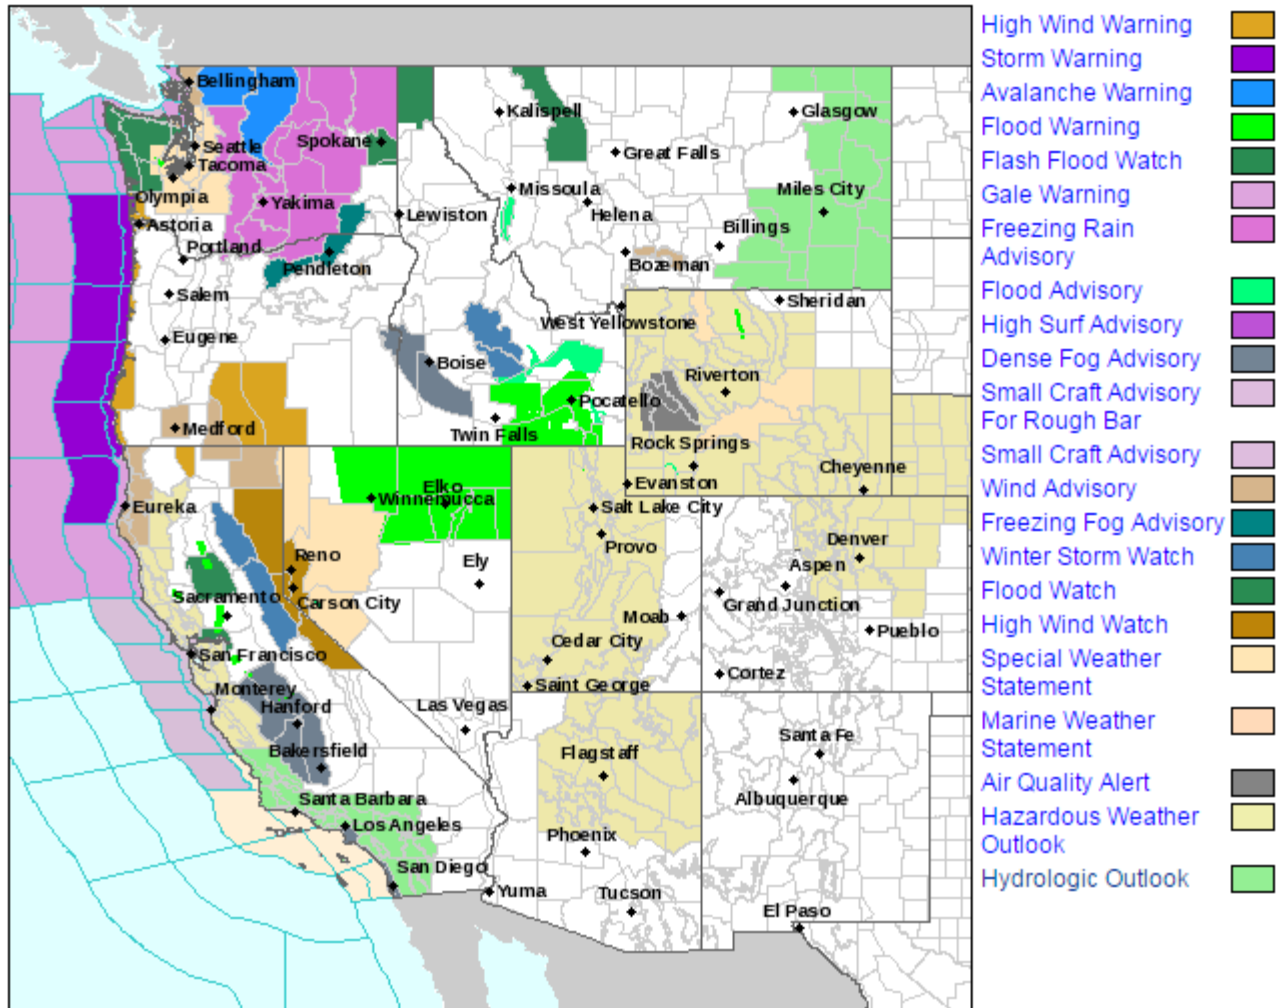 High Wind Warning
Storm Warning
Avalanche Warning
Flood Warning
Flash Flood Watch
Gale Warning
Freezing Rain
Advisory
Flood Advisory
High Surf Advisory
Dense Fog Advisory
Small Craft Advisory
For Rough Bar
Small Craft Advisory
Wind Advisory
Freezing Fog Advisory
Winter Storm Watch
Flood Watch
High Wind Watch
Special Weather
Statement
Marine Weather
Statement
Air Quality Alert
Hazardous Weather
Outlook
Hydrologic Outlook
Bellingham
Kalispell
Glasgow
Spokane
Seattle
Great Falls
Tacoma
Missoula
Miles City
Olympia
Yakima
Lewiston
Helena
Astoria
Billings
Portland
Pendleton
Bozeman
Salem
Sheridan
West Yellowstone
Eugene
Boise
Riverton
Pocatello
Medford
Twin Falls
Rock Springs
Cheyenne
Elko
Evanston
Winnemucca
Eureka
Salt Lake City
Reno
Provo
Denver
Ely
Aspen
Sacramento
Carson City
Grand Junction
Moab
Pueblo
Cedar City
San Francisco
Cortez
Saint George
Monterey
Hanford
Las Vegas
Santa Fe
Bakersfield
Flagstaff
Santa Barbara
Albuquerque
Los Angeles
Phoenix
San Diego
Yuma
Tucson
El Paso